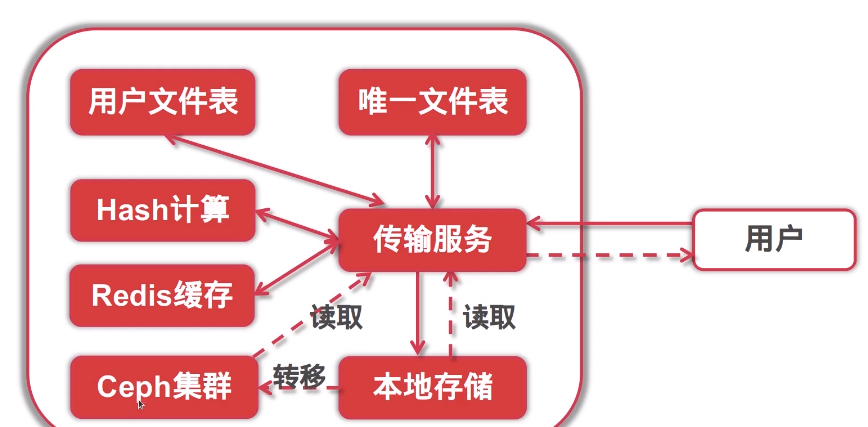 用户文件表
唯一文件表
Hash计算
传输服务
用户
Redis缓存
读取
读取
Ceph集群
转移
本地存储